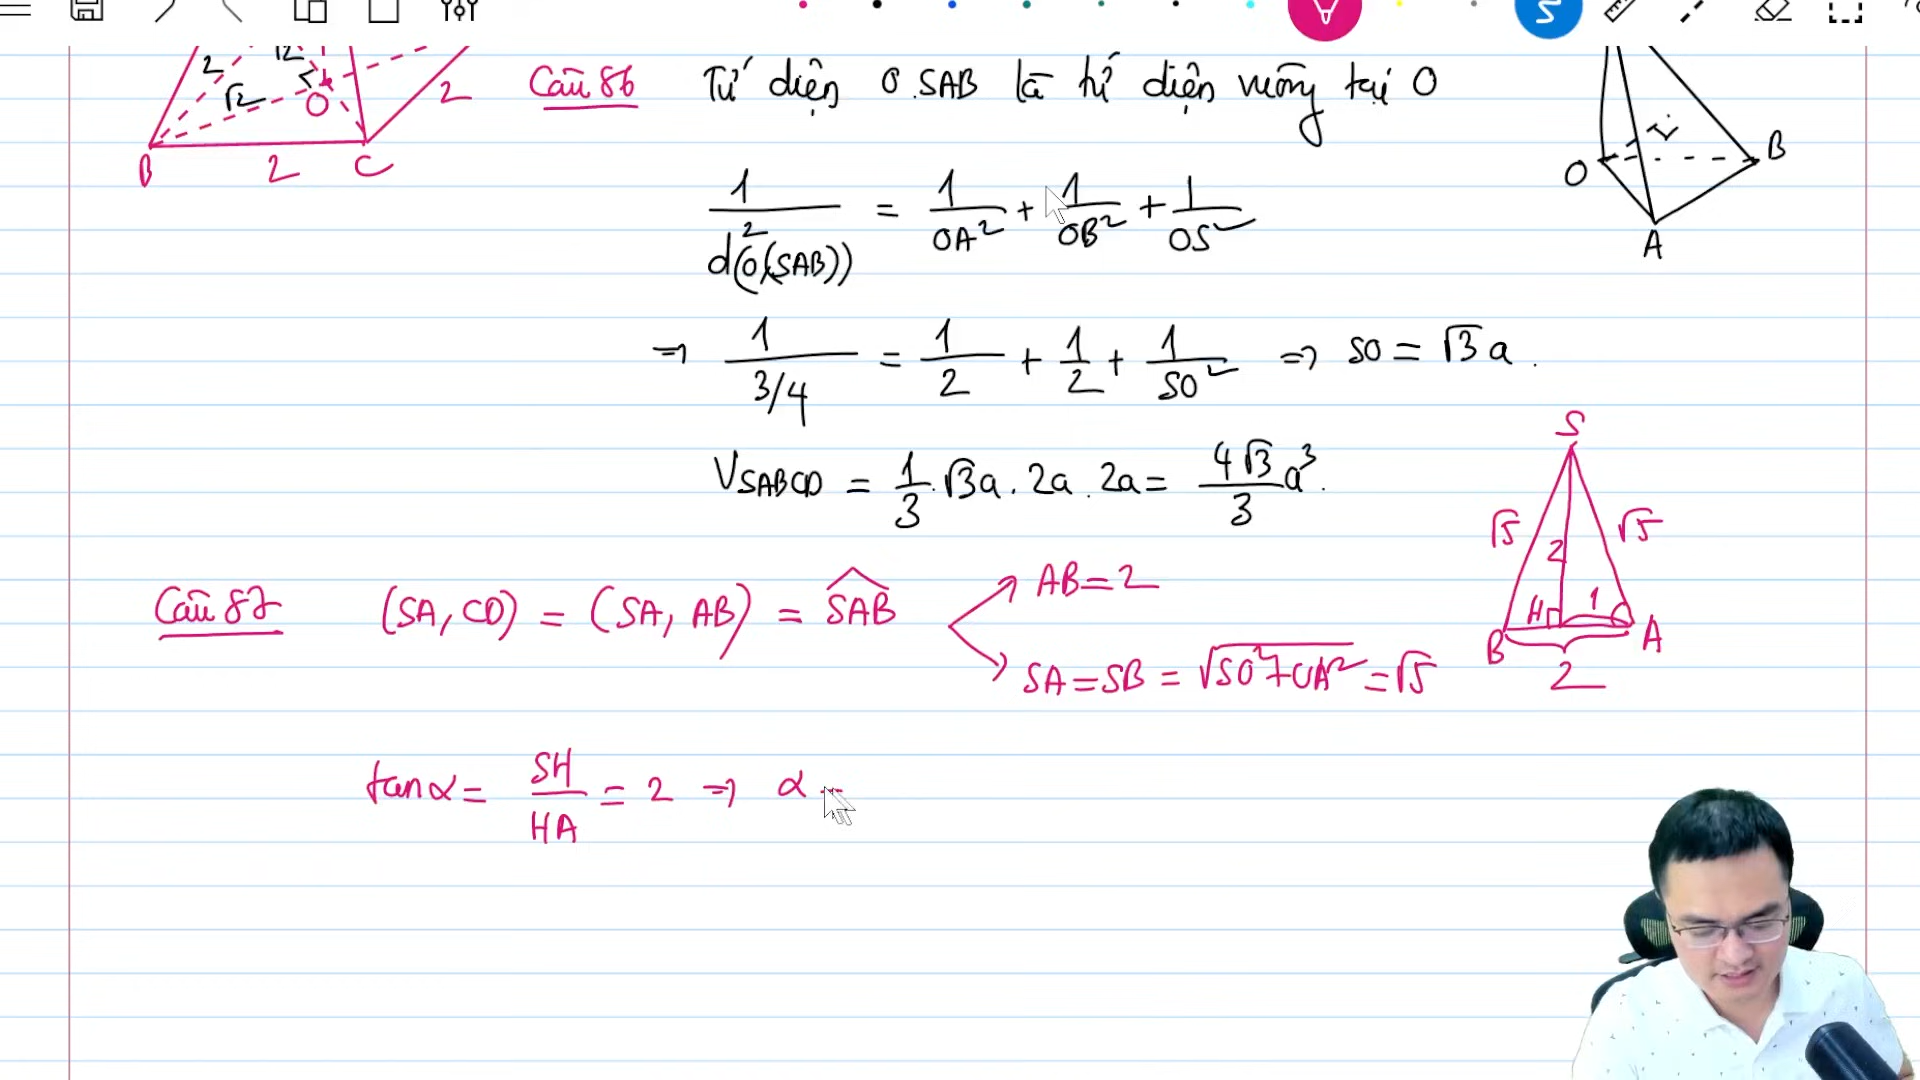 2 √2 √2 O 2
B 2 C
Câu 86 Tứ diện O.SAB là tứ diện vuông tại O
O B A
1/d²(O,(SAB)) = 1/OA² + 1/OB² + 1/OS²
⇒ 1/(3/4) = 1/2 + 1/2 + 1/SO² ⇒ SO = √3a.
V SABCD = 1/3 . √3a . 2a . 2a = 4√3/3 a³.
S
√5 2 √5
H 1
B A
2
Câu 87 (SA, CD) = (SA, AB) = SAB
AB = 2
SA = SB = √SO² + OA² = √5
tanα = SH/HA = 2 ⇒ α